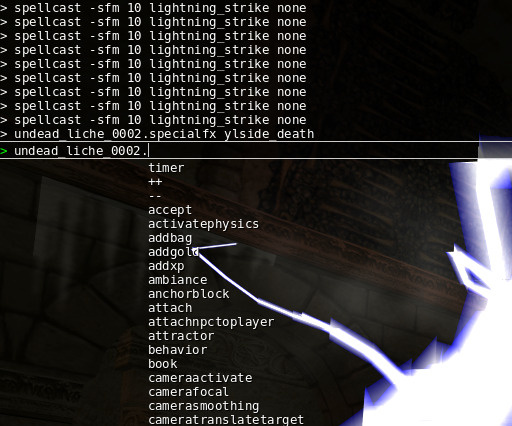 > spellcast -sfm 10 lightning_strike none
> spellcast -sfm 10 lightning_strike none
> spellcast -sfm 10 lightning_strike none
> spellcast -sfm 10 lightning_strike none
> spellcast -sfm 10 lightning_strike none
> spellcast -sfm 10 lightning_strike none
> spellcast -sfm 10 lightning_strike none
> spellcast -sfm 10 lightning_strike none
> spellcast -sfm 10 lightning_strike none
> undead_liche_0002.specialfx ylside_death
> undead_liche_0002.
timer
++
--
accept
activatephysics
addbag
addgold
addxp
ambiance
anchorblock
attach
attachnpctoplayer
attractor
behavior
book
cameraactivate
camerafocal
camerasmoothing
cameratranslatetarget